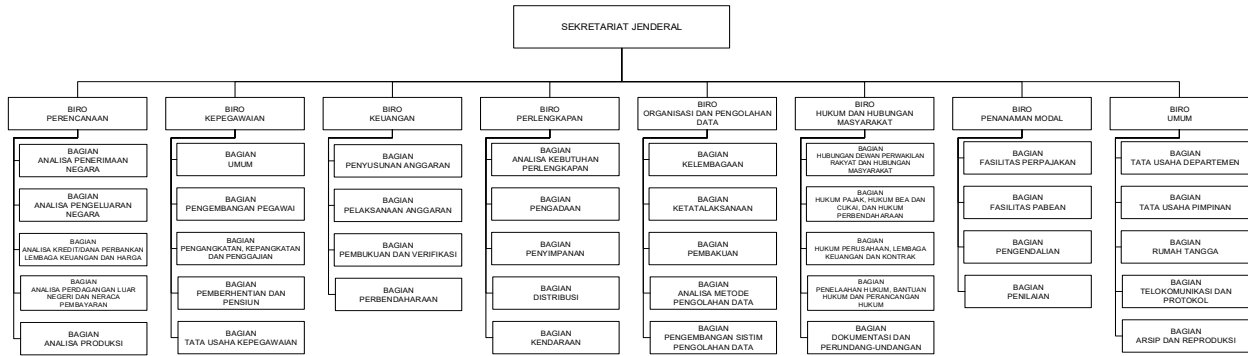 SEKRETARIAT JENDERAL
BIRO
PERENCANAAN
BAGIAN
ANALISA PENERIMAAN
NEGARA
BAGIAN
ANALISA PENGELUARAN
NEGARA
BAGIAN
ANALISA KREDIT/DANA PERBANKAN
LEMBAGA KEUANGAN DAN HARGA
BAGIAN
ANALISA PERDAGANGAN LUAR
NEGERI DAN NERACA
PEMBAYARAN
BAGIAN
ANALISA PRODUKSI
BIRO
KEPEGAWAIAN
BAGIAN
UMUM
BAGIAN
PENGEMBANGAN PEGAWAI
BAGIAN
PENGANGKATAN, KEPANGKATAN
DAN PENGGAJIAN
BAGIAN
PEMBERHENTIAN DAN
PENSIUN
BAGIAN
TATA USAHA KEPEGAWAIAN
BIRO
KEUANGAN
BAGIAN
PENYUSUNAN ANGGARAN
BAGIAN
PELAKSANAAN ANGGARAN
BAGIAN
PEMBUKUAN DAN VERIFIKASI
BAGIAN
PERBENDAHARAAN
BIRO
PERLENGKAPAN
BAGIAN
ANALISA KEBUTUHAN
PERLENGKAPAN
BAGIAN
PENGADAAN
BAGIAN
PENYIMPANAN
BAGIAN
DISTRIBUSI
BAGIAN
KENDARAAN
BIRO
ORGANISASI DAN PENGOLAHAN
DATA
BAGIAN
KELEMBAGAAN
BAGIAN
KETATALAKSANAAN
BAGIAN
PEMBAKUAN
BAGIAN
ANALISA METODE
PENGOLAHAN DATA
BAGIAN
PENGEMBANGAN SISTIM
PENGOLAHAN DATA
BIRO
HUKUM DAN HUBUNGAN
MASYARAKAT
BAGIAN
HUBUNGAN DEWAN PERWAKILAN
RAKYAT DAN HUBUNGAN
MASYARAKAT
BAGIAN
HUKUM PAJAK, HUKUM BEA DAN
CUKAI, DAN HUKUM
PERBENDAHARAAN
BAGIAN
HUKUM PERUSAHAAN, LEMBAGA
KEUANGAN DAN KONTRAK
BAGIAN
PENELAAHAN HUKUM, BANTUAN
HUKUM DAN PERANCANGAN
HUKUM
BAGIAN
DOKUMENTASI DAN
PERUNDANG-UNDANGAN
BIRO
PENANAMAN MODAL
BAGIAN
FASILITAS PERPAJAKAN
BAGIAN
FASILITAS PABEAN
BAGIAN
PENGENDALIAN
BAGIAN
PENILAIAN
BIRO
UMUM
BAGIAN
TATA USAHA DEPARTEMEN
BAGIAN
TATA USAHA PIMPINAN
BAGIAN
RUMAH TANGGA
BAGIAN
TELOKOMUNIKASI DAN
PROTOKOL
BAGIAN
ARSIP DAN REPRODUKSI